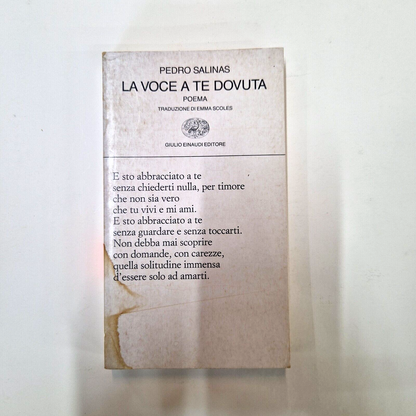 PEDRO SALINAS
LA VOCE A TE DOVUTA
POEMA
TRADUZIONE DI EMMA SCOLES
GIULIO EINAUDI EDITORE
E sto abbracciato a te
senza chiederti nulla, per timore
che non sia vero
che tu vivi e mi ami.
E sto abbracciato a te
senza guardare e senza toccarti.
Non debba mai scoprire
con domande, con carezze,
quella solitudine immensa
d'essere solo ad amarti.